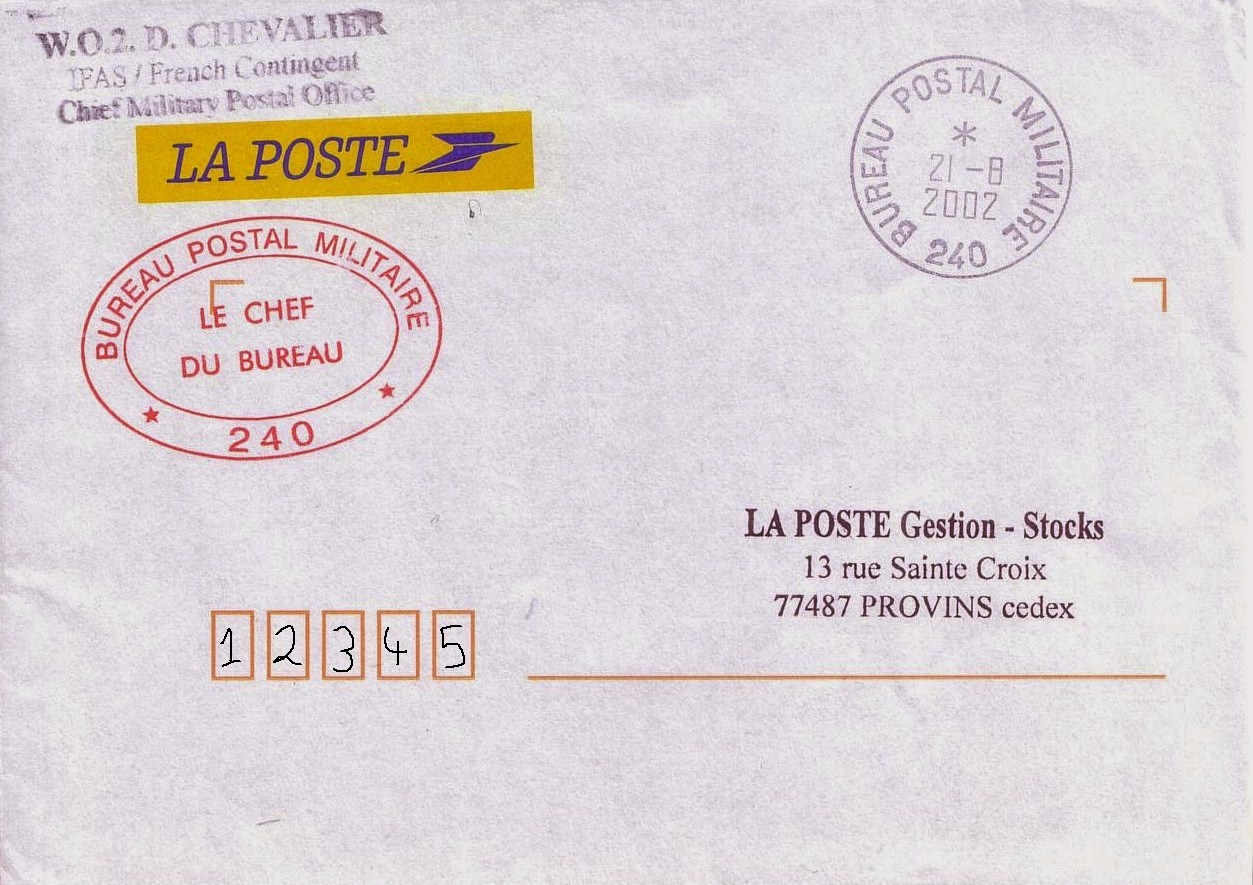 W.O.2. D. CHEVALIER
IFAS / French Contingent
Chief Military Postal Office
LA POSTE
BUREAU POSTAL MILITAIRE
*
21-8
2002
240
BUREAU POSTAL MILITAIRE
LE CHEF
DU BUREAU
240
LA POSTE Gestion - Stocks
13 rue Sainte Croix
77487 PROVINS cedex
1 2 3 4 5